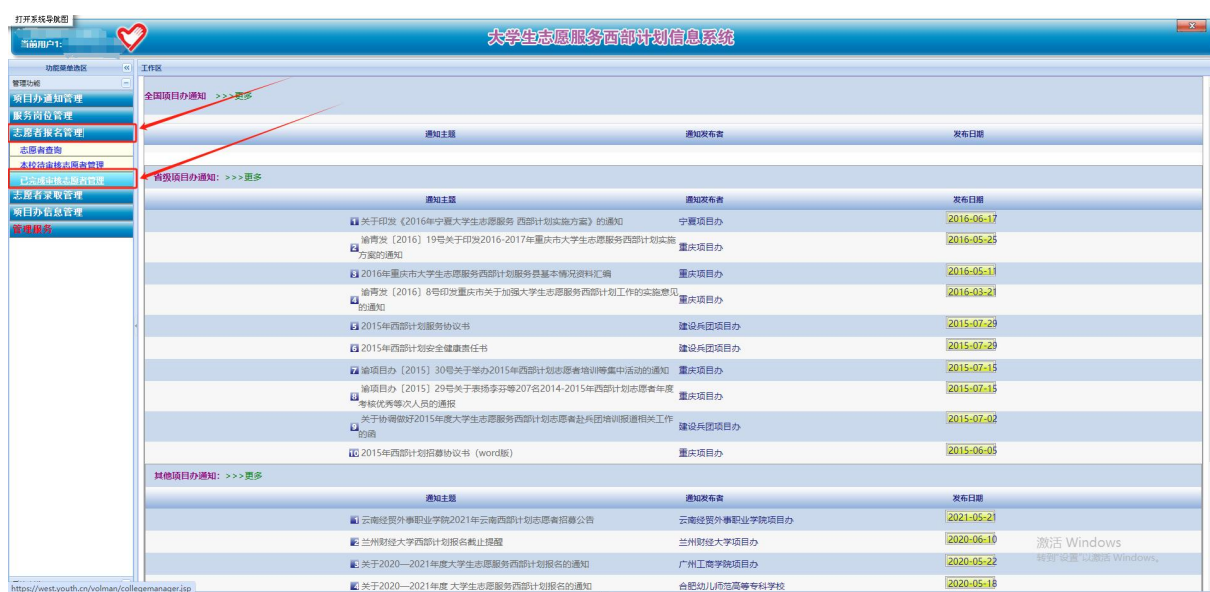 打开系统导航图
当前用户1:
大学生志愿服务西部计划信息系统
功能菜单选区
工作区
管理功能
项目办通知管理
服务岗位管理
志愿者报名管理
志愿者查询
本校待审核志愿者管理
已完成审核志愿者管理
志愿者录取管理
项目办信息管理
管理服务
全国项目办通知 >>>更多
通知主题 通知发布者 发布日期
省级项目办通知: >>>更多
通知主题 通知发布者 发布日期
1 关于印发《2016年宁夏大学生志愿服务 西部计划实施方案》的通知 宁夏项目办 2016-06-17
2 渝青发〔2016〕19号关于印发2016-2017年重庆市大学生志愿服务西部计划实施 重庆项目办 2016-05-25
方案的通知
3 2016年重庆市大学生志愿服务西部计划服务县基本情况资料汇编 重庆项目办 2016-05-11
4 渝青发〔2016〕8号印发重庆市关于加强大学生志愿服务西部计划工作的实施意见 重庆项目办 2016-03-21
的通知
5 2015年西部计划服务协议书 建设兵团项目办 2015-07-29
6 2015年西部计划安全健康责任书 建设兵团项目办 2015-07-29
7 渝项目办〔2015〕30号关于举办2015年西部计划志愿者培训等集中活动的通知 重庆项目办 2015-07-15
8 渝项目办〔2015〕29号关于表扬李芬等207名2014-2015年西部计划志愿者年度 重庆项目办 2015-07-15
考核优秀等次人员的通报
9 关于协调做好2015年度大学生志愿服务西部计划志愿者赴兵团培训报道相关工作 建设兵团项目办 2015-07-02
的函
10 2015年西部计划招募协议书（word版） 重庆项目办 2015-06-05
其他项目办通知: >>>更多
通知主题 通知发布者 发布日期
1 云南经贸外事职业学院2021年云南西部计划志愿者招募公告 云南经贸外事职业学院项目办 2021-05-21
2 兰州财经大学西部计划报名截止提醒 兰州财经大学项目办 2020-06-10
3 关于2020—2021年度大学生志愿服务西部计划报名的通知 广州工商学院项目办 2020-05-22
4 关于2020—2021年度 大学生志愿服务西部计划报名的通知 合肥幼儿师范高等专科学校 2020-05-18
激活 Windows
转到"设置"以激活 Windows。
https://west.youth.cn/volman/collegemanager.jsp